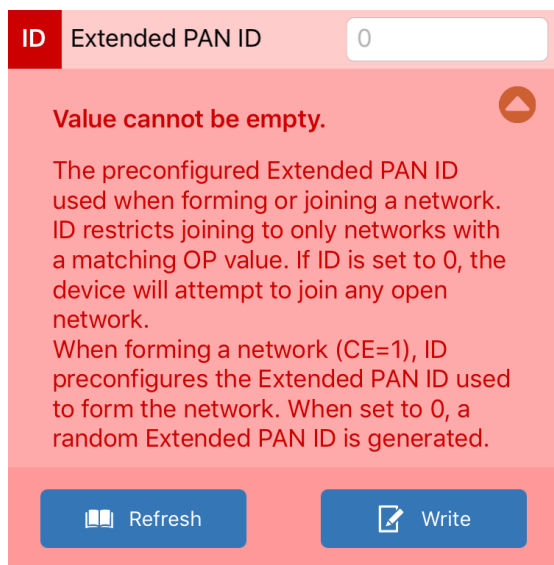 ID Extended PAN ID 0
Value cannot be empty.
The preconfigured Extended PAN ID
used when forming or joining a network.
ID restricts joining to only networks with
a matching OP value. If ID is set to 0, the
device will attempt to join any open
network.
When forming a network (CE=1), ID
preconfigures the Extended PAN ID used
to form the network. When set to 0, a
random Extended PAN ID is generated.
Refresh Write